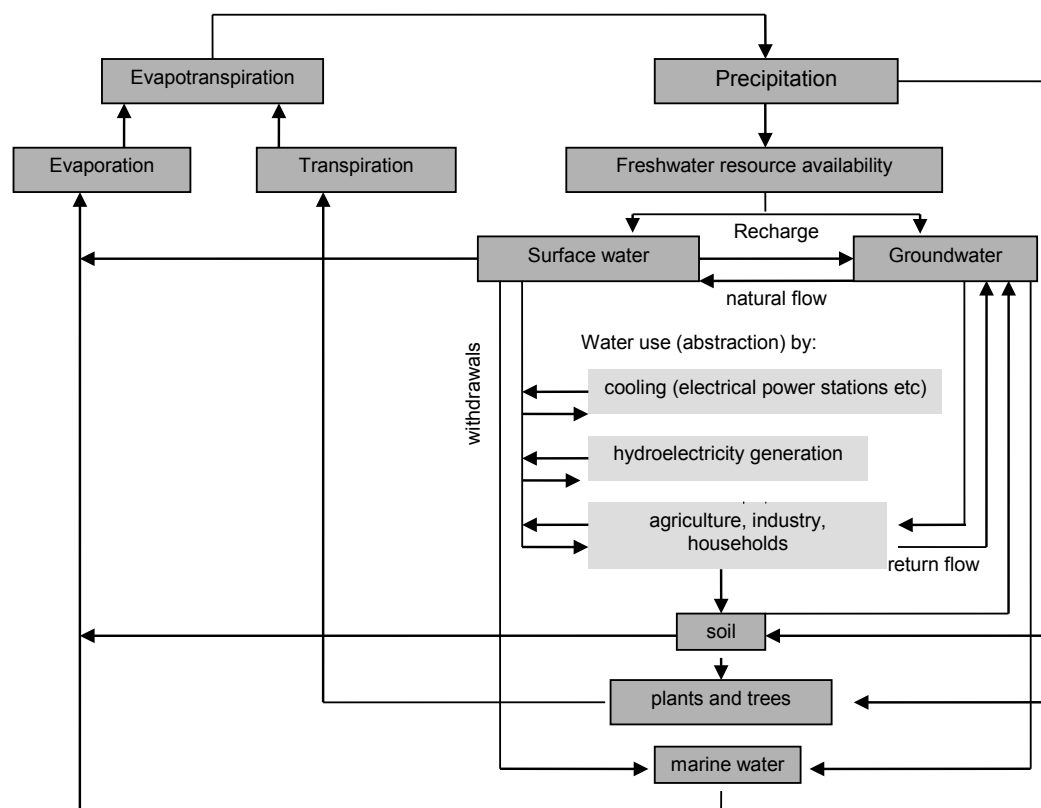 Evapotranspiration
Precipitation
Evaporation
Transpiration
Freshwater resource availability
Recharge
Surface water
Groundwater
natural flow
Water use (abstraction) by:
withdrawals
cooling (electrical power stations etc)
hydroelectricity generation
agriculture, industry,
households
return flow
soil
plants and trees
marine water